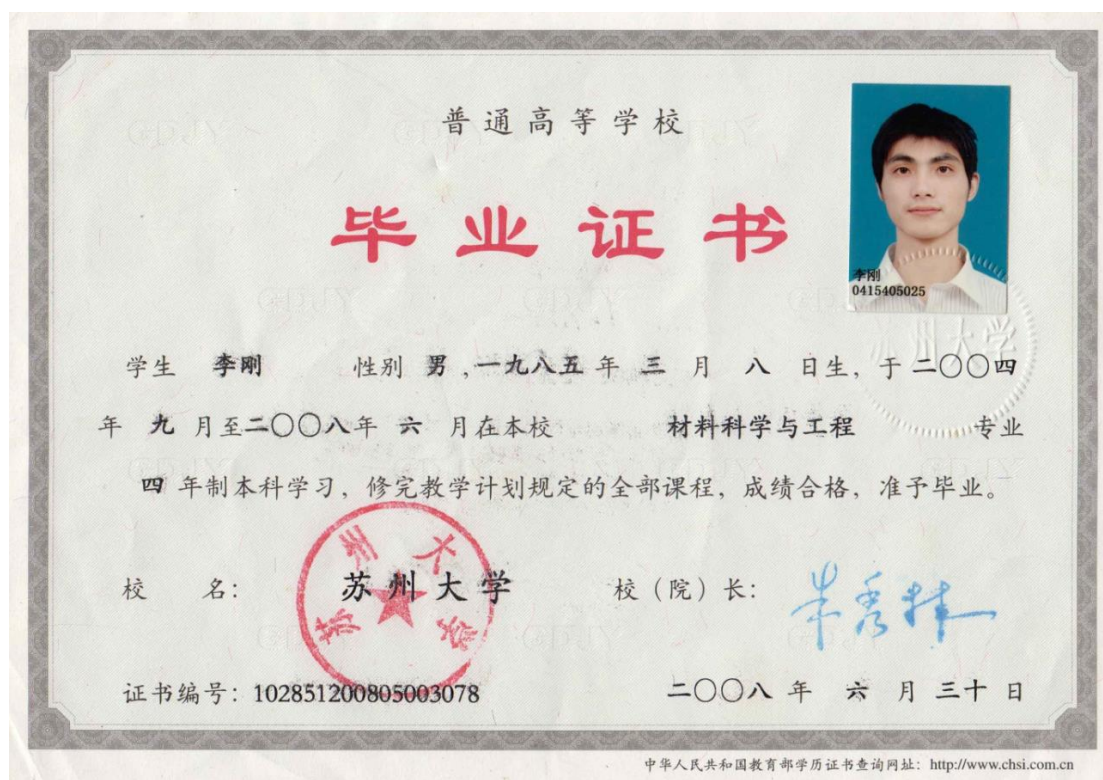 普通高等学校
毕业证书
李刚
0415405025
苏州大学
学生 李刚 性别 男 ,一九八五 年 三 月 八 日生, 于 二〇〇四
年 九 月至二〇〇八年 六 月在本校 材料科学与工程 专业
四 年制本科学习, 修完教学计划规定的全部课程, 成绩合格, 准予毕业。
校 名: 苏州大学 校 (院) 长: 朱秀林
苏州大学
证书编号: 102851200805003078 二〇〇八 年 六 月 三十 日
中华人民共和国教育部学历证书查询网址: http://www.chsi.com.cn